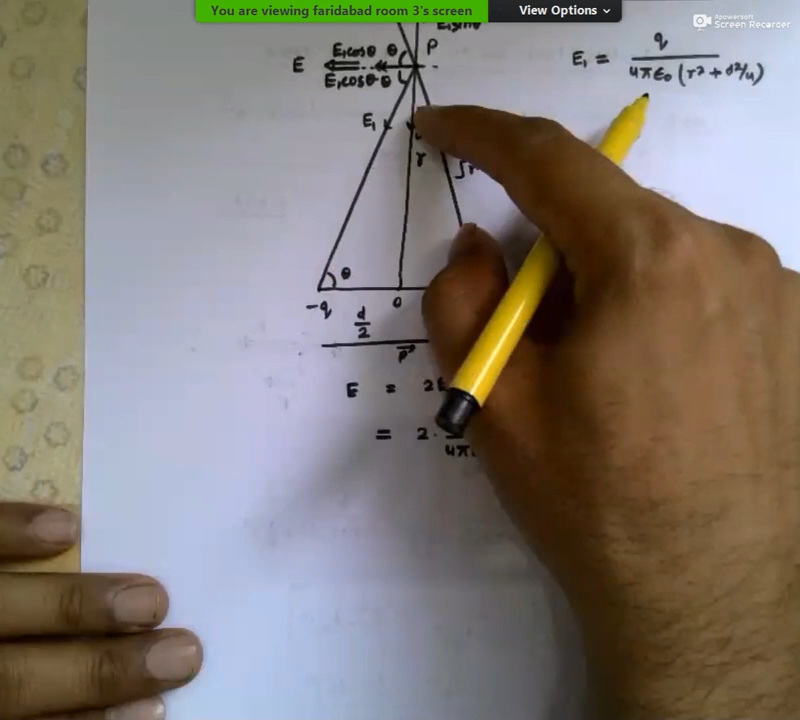 You are viewing faridabad room 3's screen
View Options
Apowersoft
Screen Recorder
E₁sinθ
P
E₁cosθ θ
E
E₁cosθ θ
E₁ = q / 4πε₀ (r² + d²/4)
E₁
r
θ
-q
0
d/2
p⃗
E = 2E
= 2 ·
4π